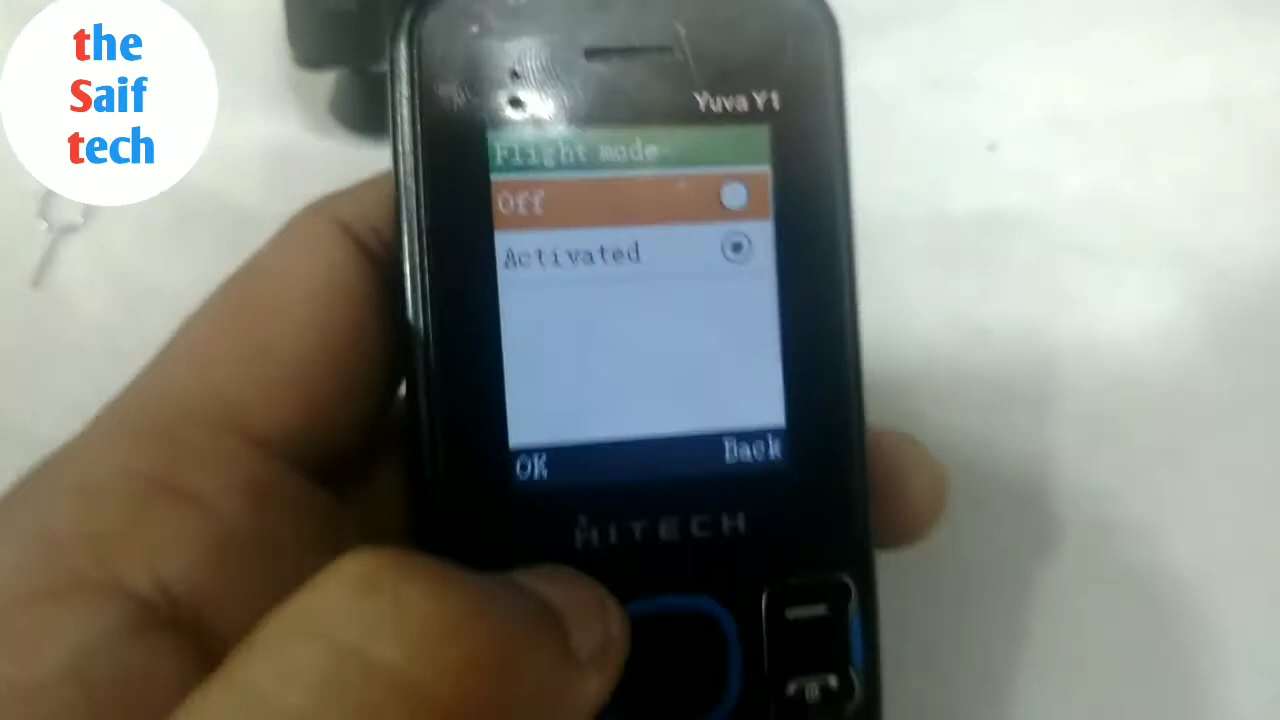 the
Saif
tech
Yuva Y1
Flight mode
Off
Activated
OK
Back
HITECH